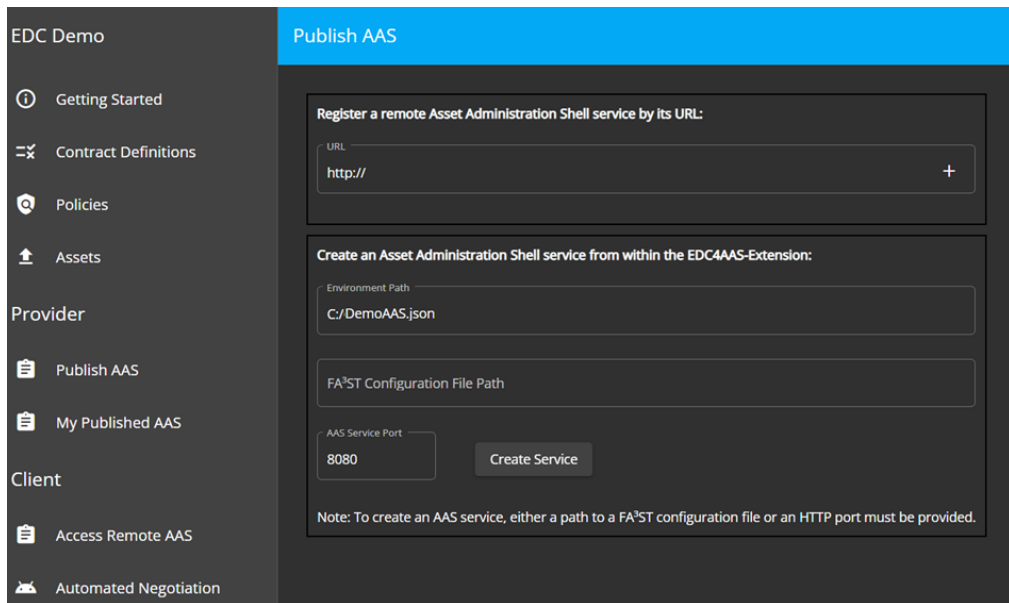 EDC Demo
Getting Started
Contract Definitions
Policies
Assets
Provider
Publish AAS
My Published AAS
Client
Access Remote AAS
Automated Negotiation
Publish AAS
Register a remote Asset Administration Shell service by its URL:
URL
http://
Create an Asset Administration Shell service from within the EDC4AAS-Extension:
Environment Path
C:/DemoAAS.json
FA³ST Configuration File Path
AAS Service Port
8080
Create Service
Note: To create an AAS service, either a path to a FA³ST configuration file or an HTTP port must be provided.